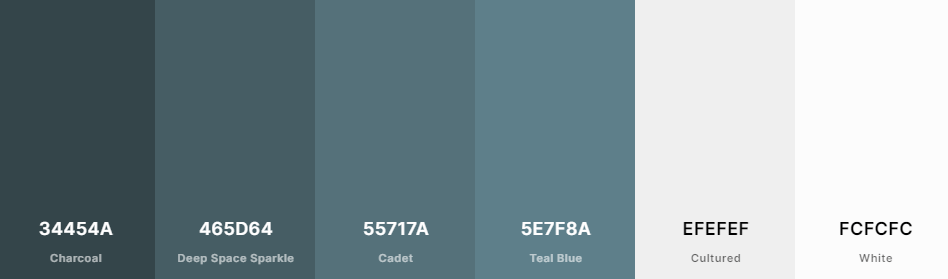 34454A
Charcoal
465D64
Deep Space Sparkle
55717A
Cadet
5E7F8A
Teal Blue
EFEFEF
Cultured
FCFCFC
White